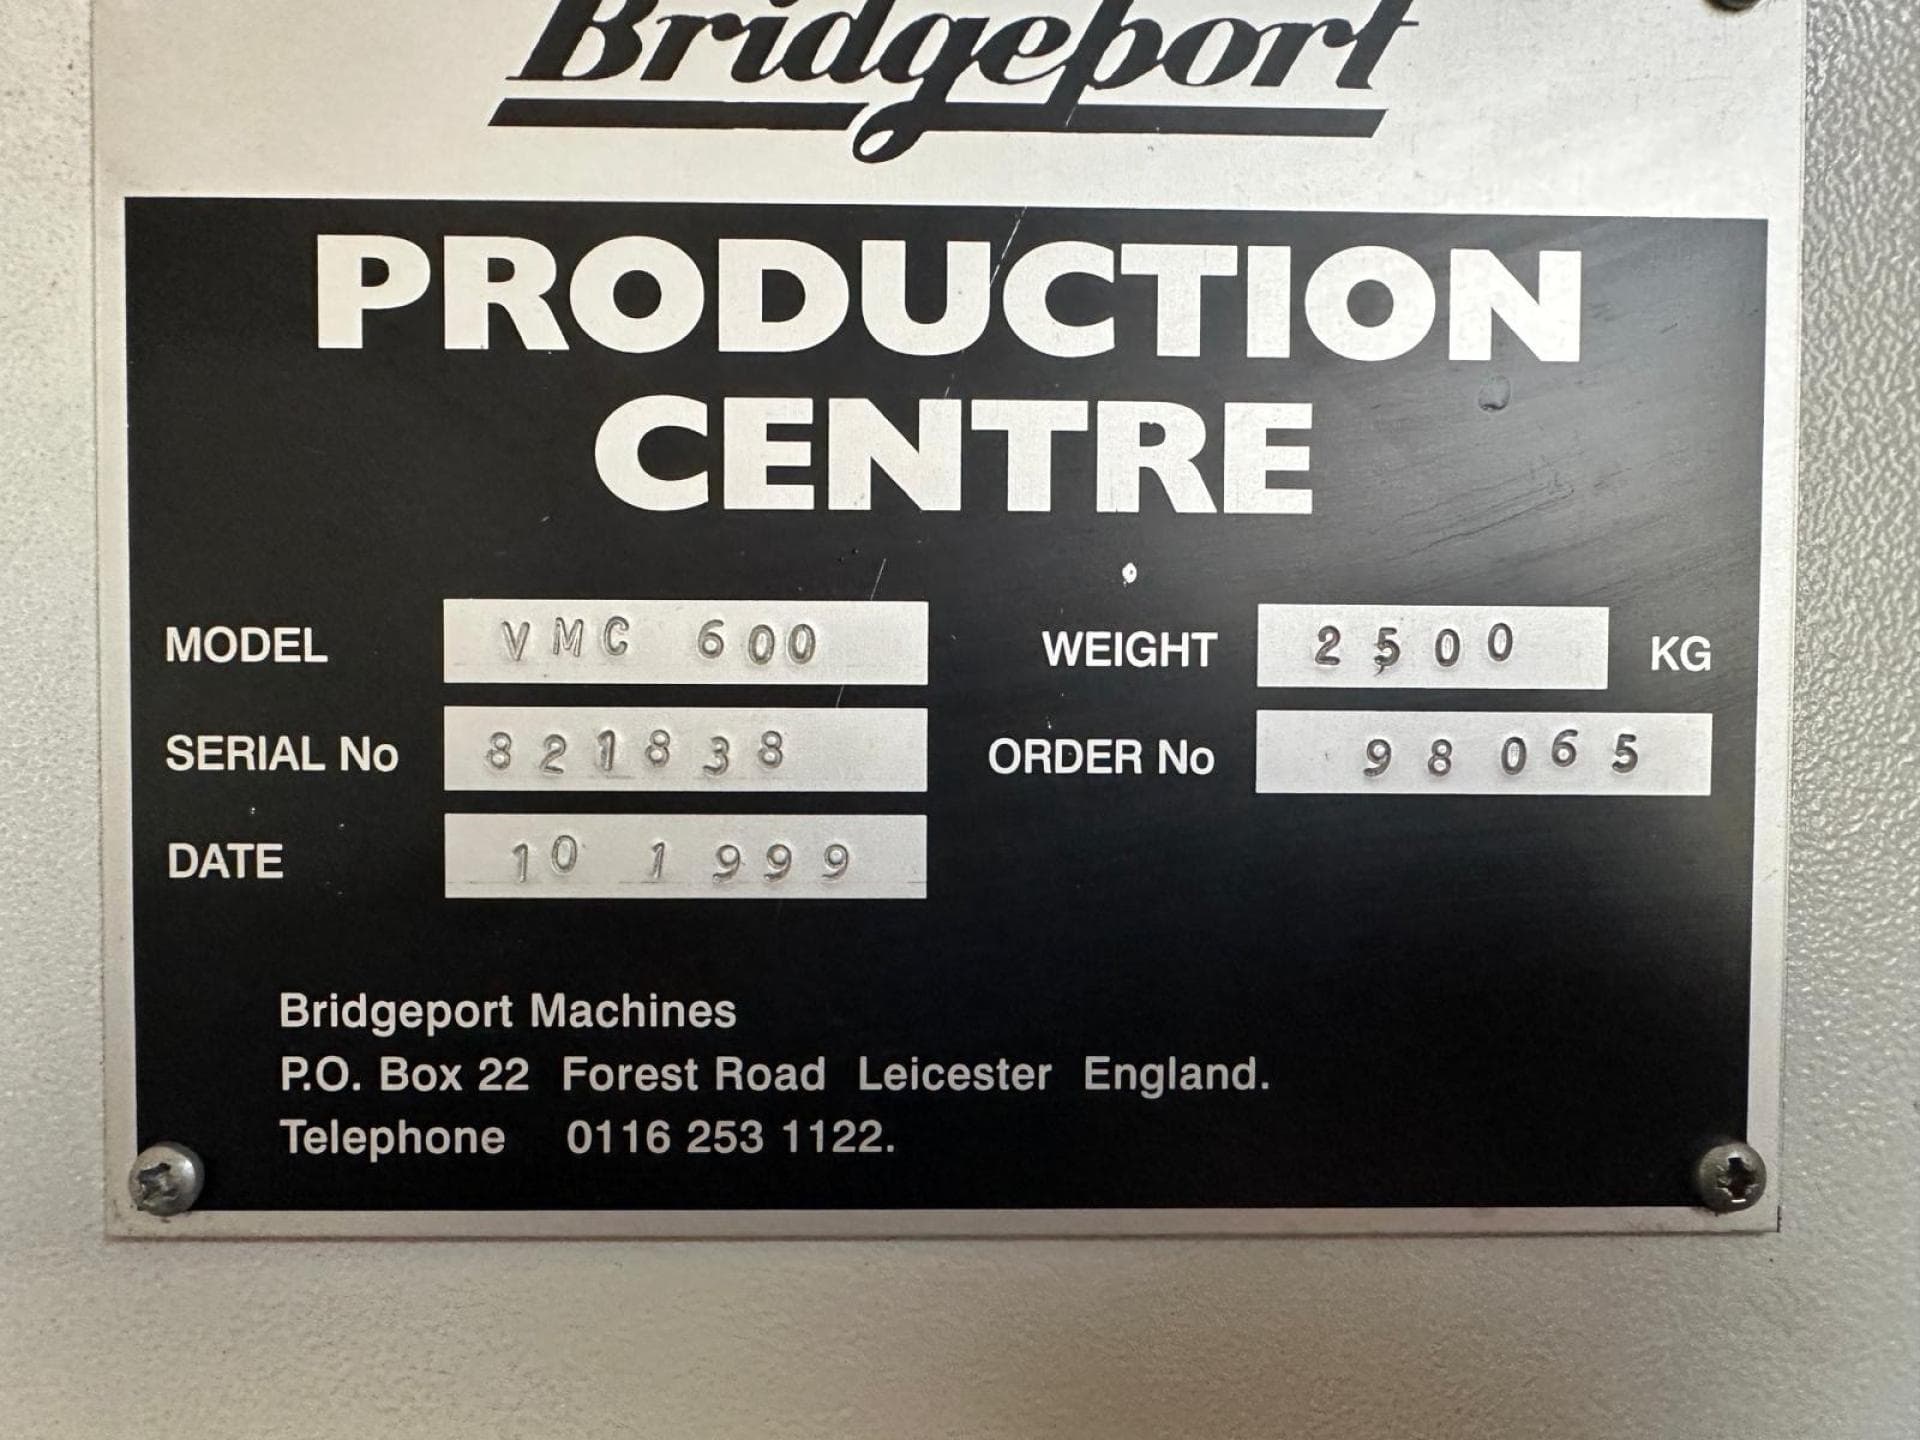 Bridgeport
PRODUCTION
CENTRE
MODEL VMC 600 WEIGHT 2500 KG
SERIAL No 821838 ORDER No 98065
DATE 10 1999
Bridgeport Machines
P.O. Box 22 Forest Road Leicester England.
Telephone 0116 253 1122.